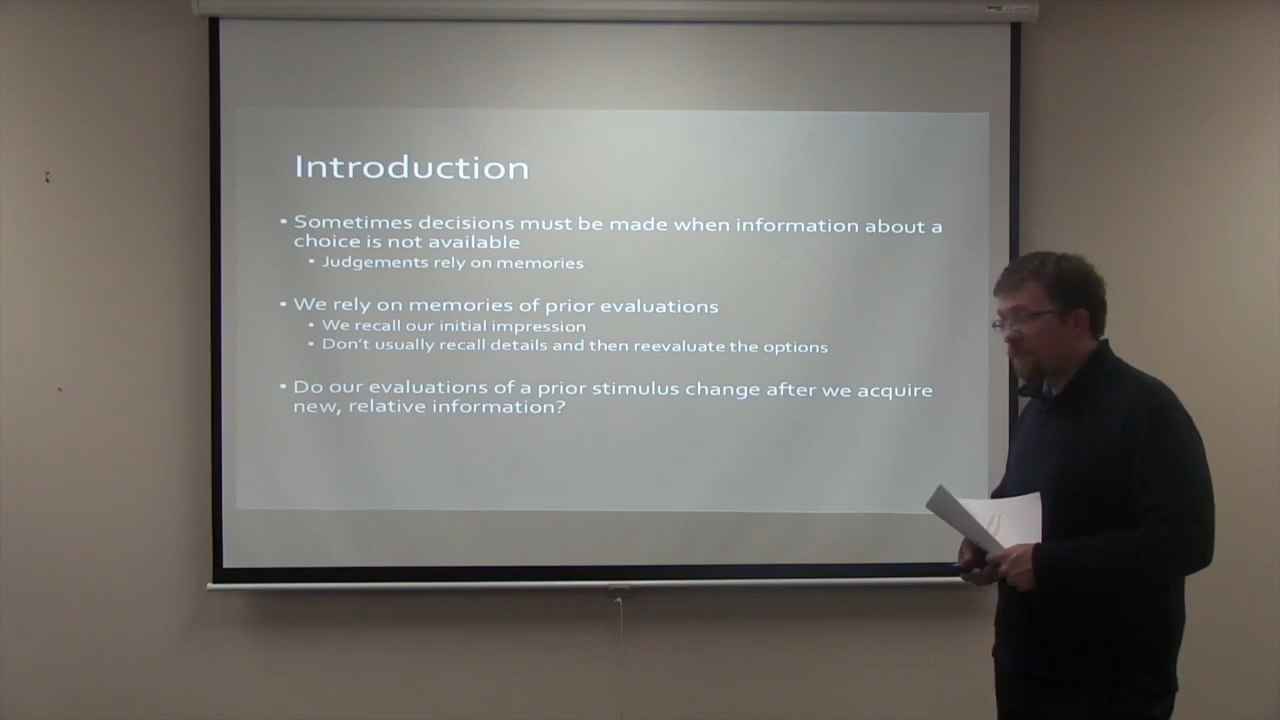 Introduction
• Sometimes decisions must be made when information about a
choice is not available
• Judgements rely on memories
• We rely on memories of prior evaluations
• We recall our initial impression
• Don't usually recall details and then reevaluate the options
• Do our evaluations of a prior stimulus change after we acquire
new, relative information?